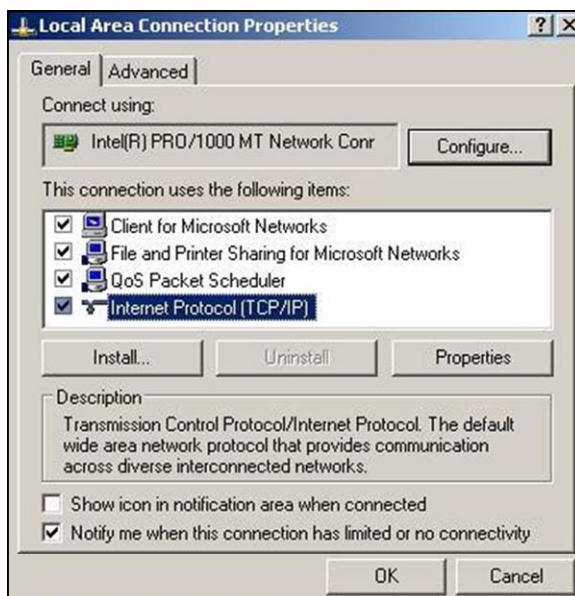 Local Area Connection Properties
General
Advanced
Connect using:
Intel(R) PRO/1000 MT Network Conr
Configure...
This connection uses the following items:
Client for Microsoft Networks
File and Printer Sharing for Microsoft Networks
QoS Packet Scheduler
Internet Protocol (TCP/IP)
Install...
Uninstall
Properties
Description
Transmission Control Protocol/Internet Protocol. The default
wide area network protocol that provides communication
across diverse interconnected networks.
Show icon in notification area when connected
Notify me when this connection has limited or no connectivity
OK
Cancel